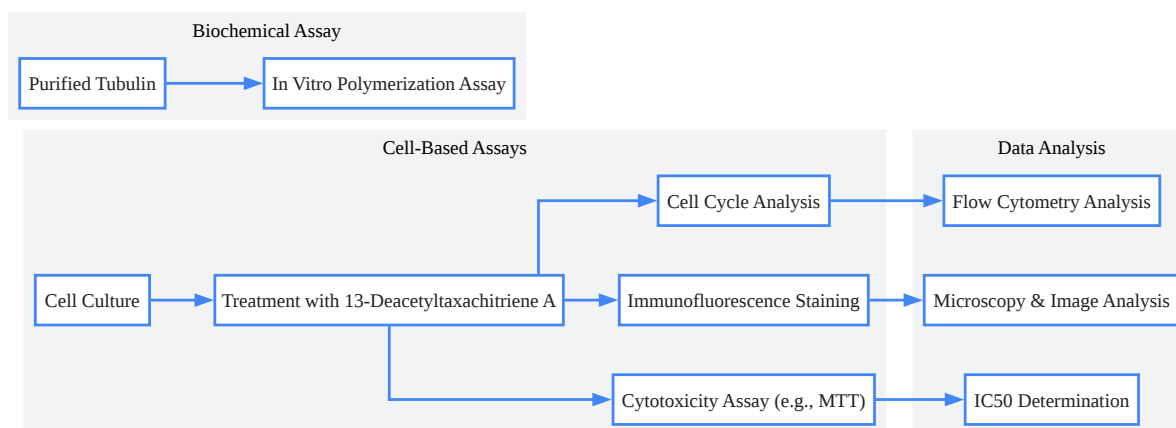 Biochemical Assay
Purified Tubulin
In Vitro Polymerization Assay
Cell-Based Assays
Data Analysis
Cell Cycle Analysis
Flow Cytometry Analysis
Cell Culture
Treatment with 13-Deacetyltaxachitriene A
Immunofluorescence Staining
Microscopy & Image Analysis
Cytotoxicity Assay (e.g., MTT)
IC50 Determination